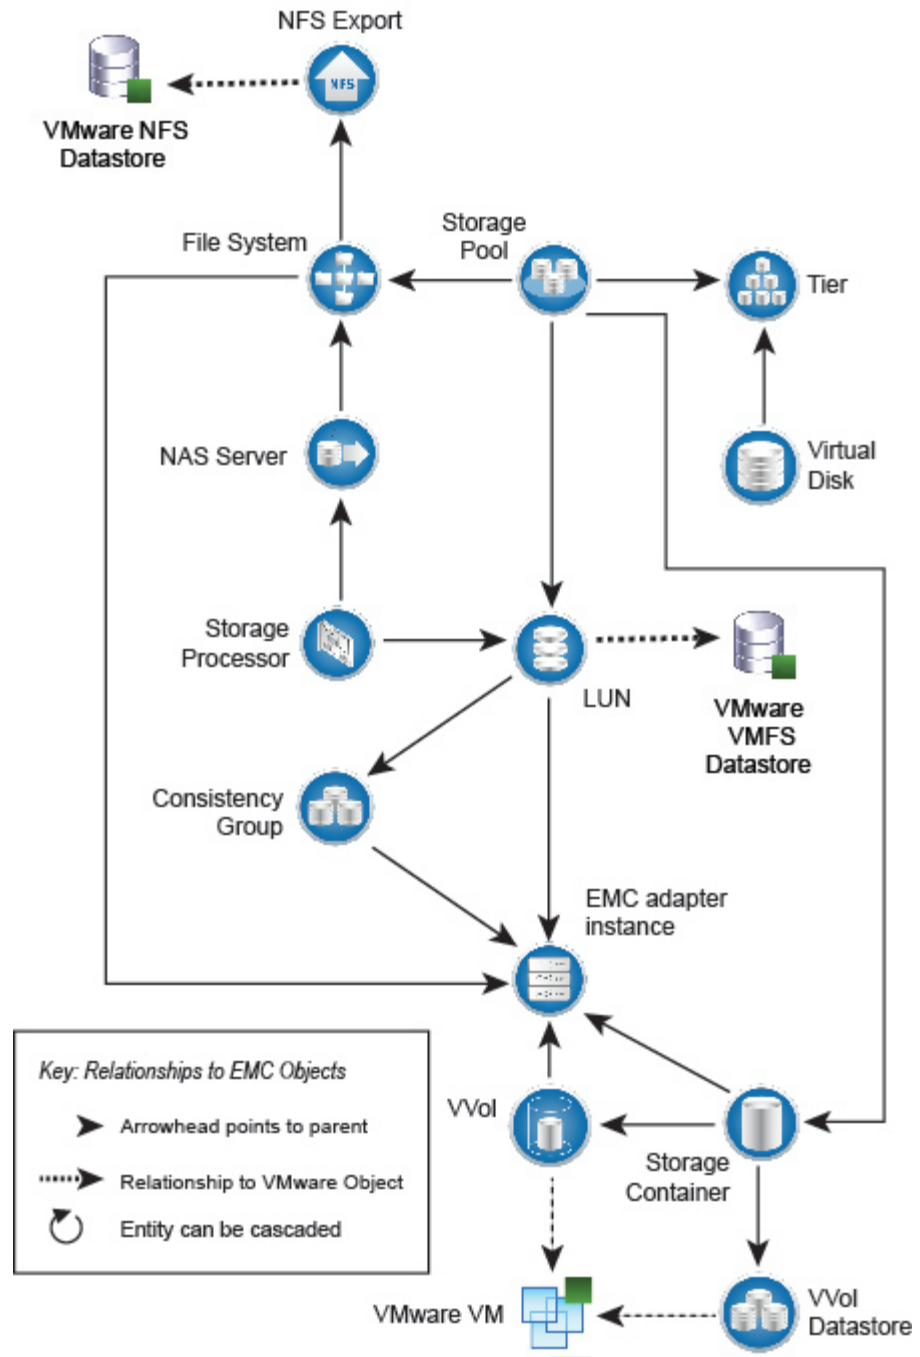 NFS Export
NFS
VMware NFS
Datastore
Storage
Pool
File System
Tier
NAS Server
Virtual
Disk
Storage
Processor
LUN
VMware
VMFS
Datastore
Consistency
Group
EMC adapter
instance
Key: Relationships to EMC Objects
Arrowhead points to parent
Relationship to VMware Object
Entity can be cascaded
VVol
Storage
Container
VMware VM
VVol
Datastore